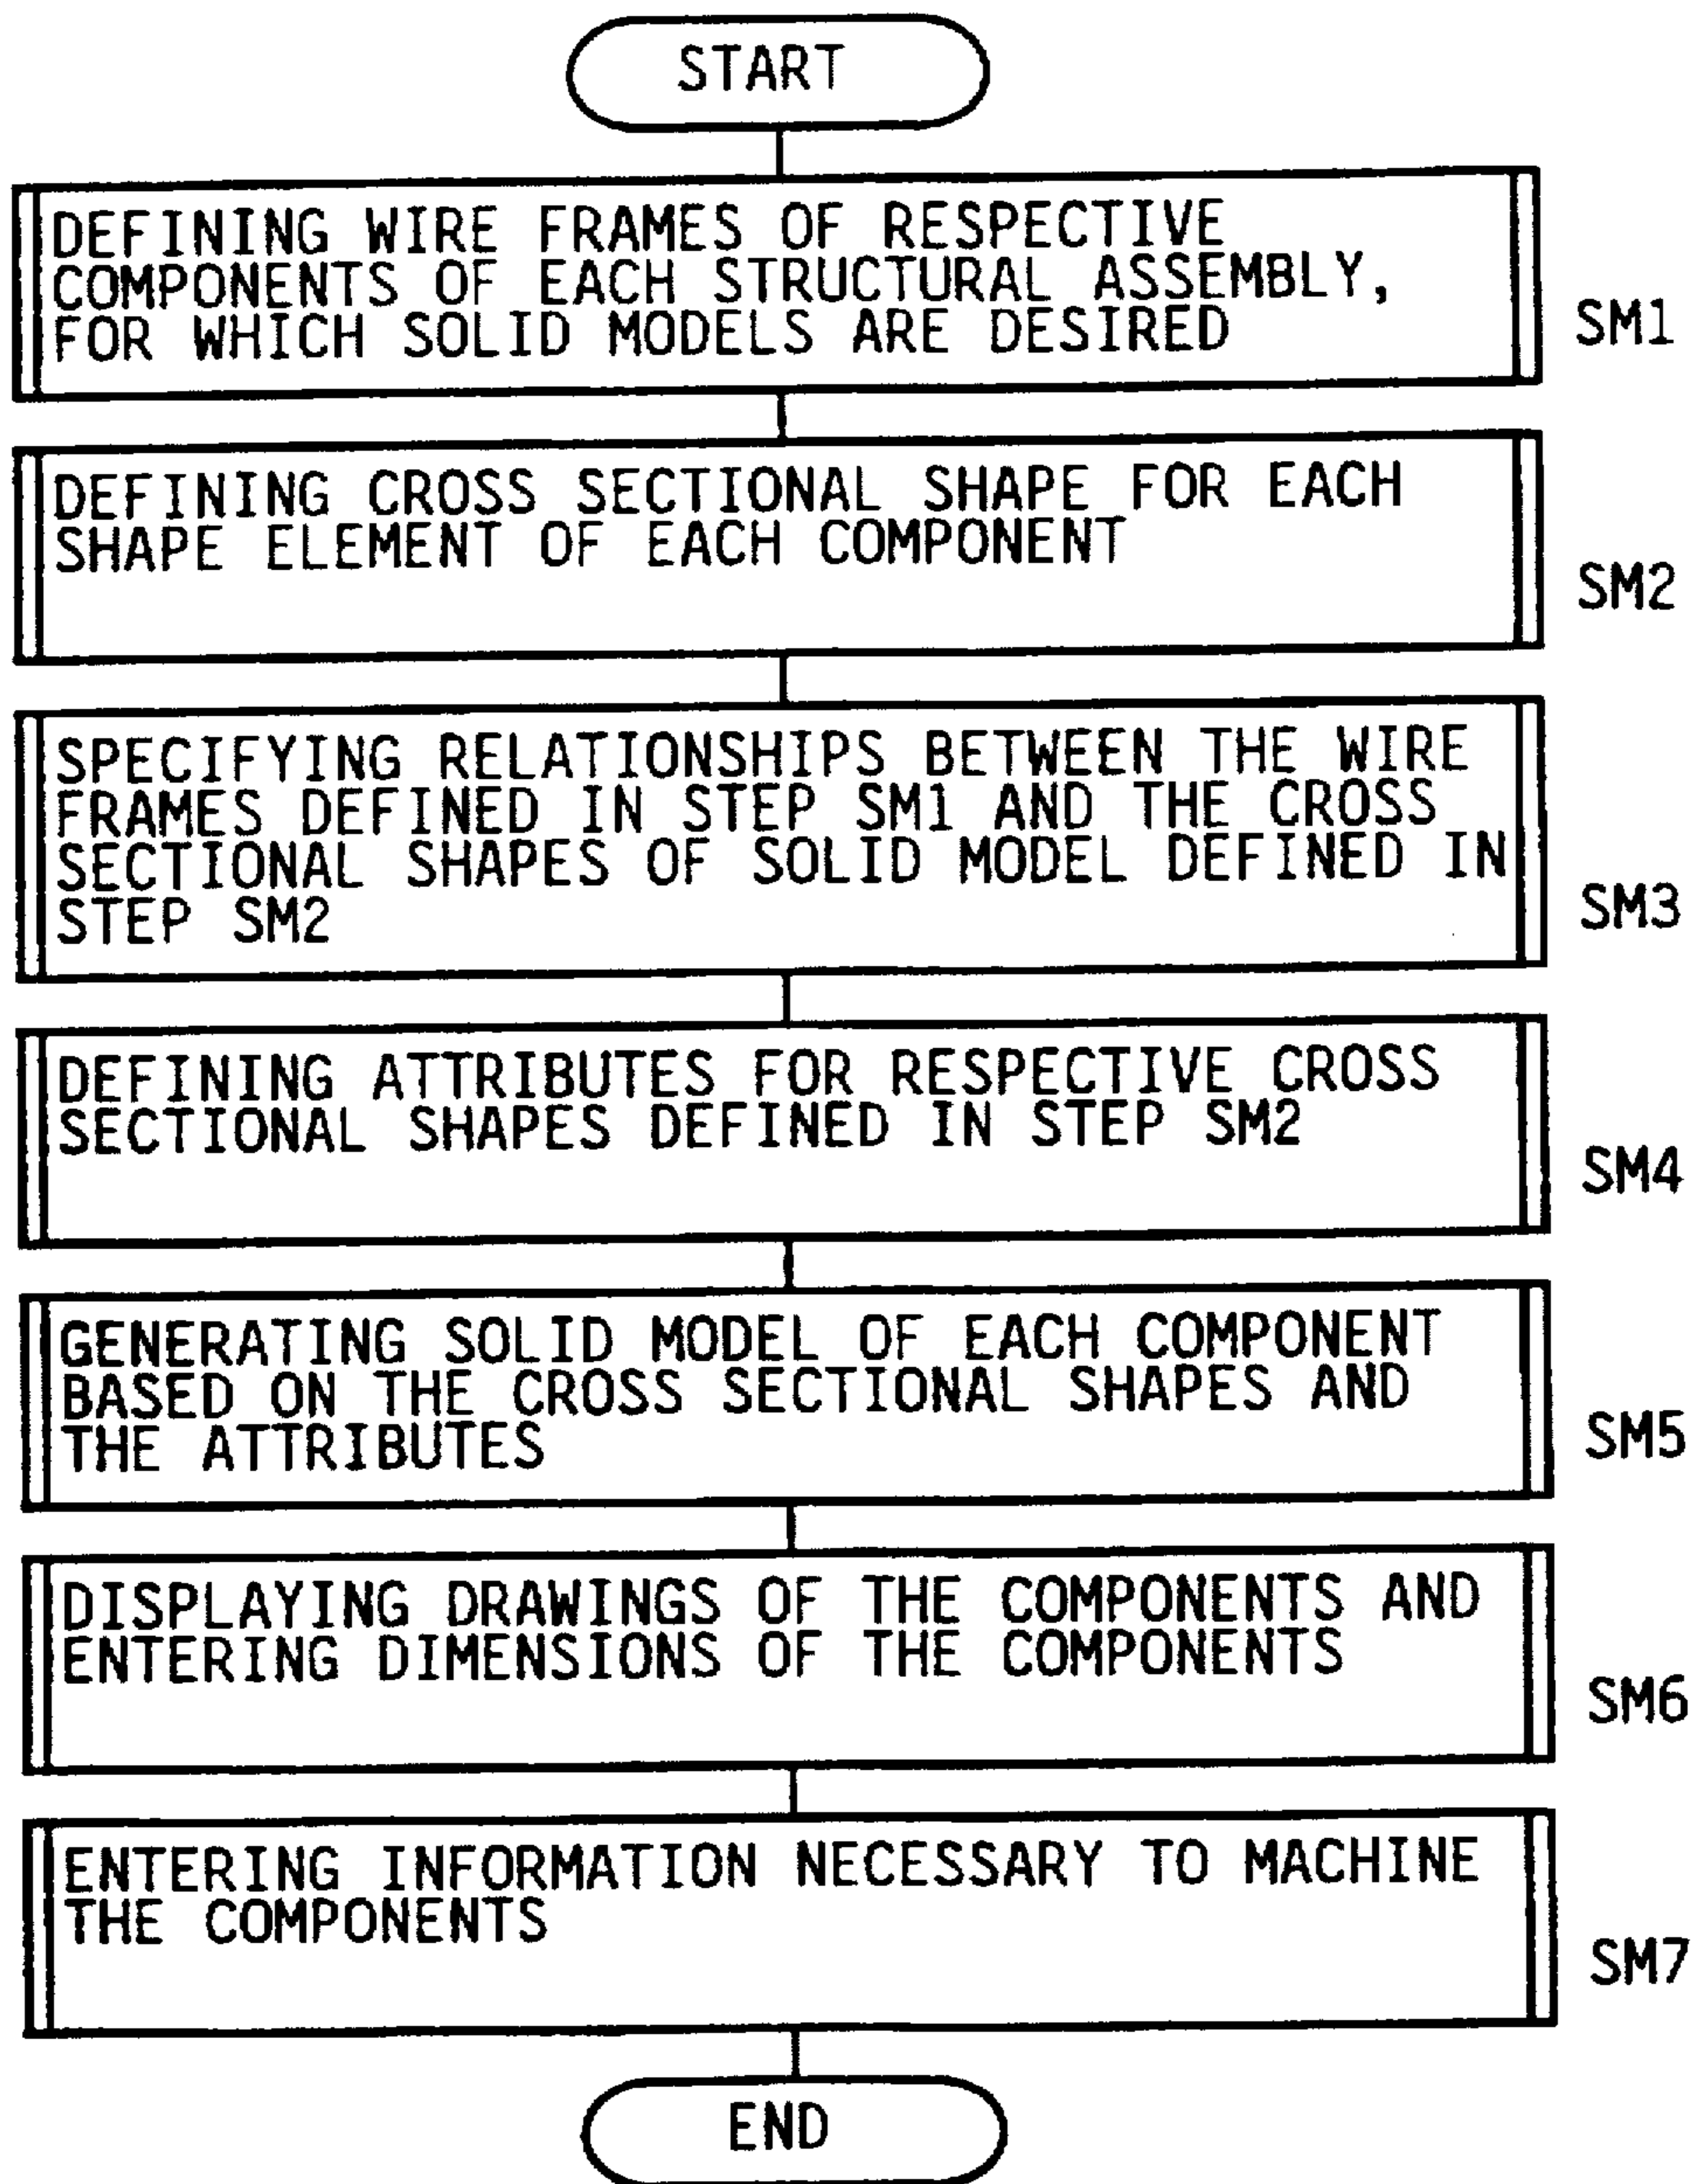 START
DEFINING WIRE FRAMES OF RESPECTIVE
COMPONENTS OF EACH STRUCTURAL ASSEMBLY,
FOR WHICH SOLID MODELS ARE DESIRED
SM1
DEFINING CROSS SECTIONAL SHAPE FOR EACH
SHAPE ELEMENT OF EACH COMPONENT
SM2
SPECIFYING RELATIONSHIPS BETWEEN THE WIRE
FRAMES DEFINED IN STEP SM1 AND THE CROSS
SECTIONAL SHAPES OF SOLID MODEL DEFINED IN
STEP SM2
SM3
DEFINING ATTRIBUTES FOR RESPECTIVE CROSS
SECTIONAL SHAPES DEFINED IN STEP SM2
SM4
GENERATING SOLID MODEL OF EACH COMPONENT
BASED ON THE CROSS SECTIONAL SHAPES AND
THE ATTRIBUTES
SM5
DISPLAYING DRAWINGS OF THE COMPONENTS AND
ENTERING DIMENSIONS OF THE COMPONENTS
SM6
ENTERING INFORMATION NECESSARY TO MACHINE
THE COMPONENTS
SM7
END